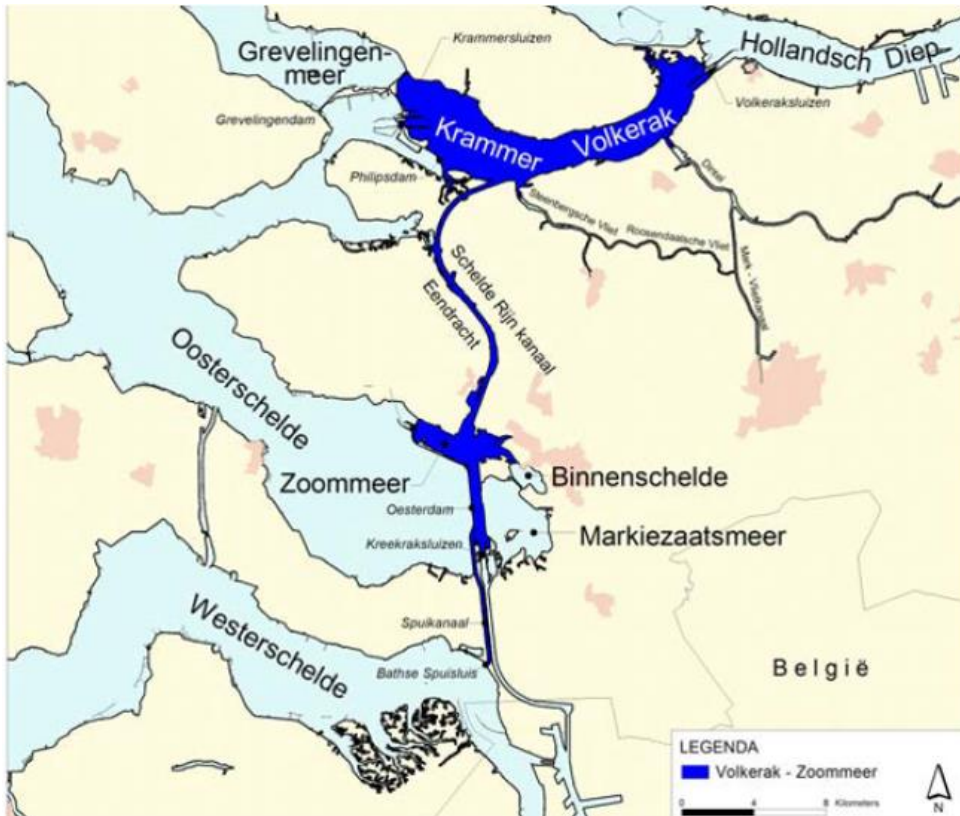 Grevelingen-
meer
Krammersluizen
Hollandsch Diep
Grevelingendam
Volkeraksluizen
Krammer
Volkerak
Philipsdam
Dintel
Steenbergsche Vliet
Roosendaalsche Vliet
Mark - Vlietkanaal
Schelde Rijn kanaal
Eendracht
Oosterschelde
Zoommeer
Binnenschelde
Oesterdam
Markiezaatsmeer
Kreekraksluizen
Westerschelde
Spuikanaal
Bathse Spuisluis
België
LEGENDA
Volkerak - Zoommeer
0 4 8 Kilometers
N